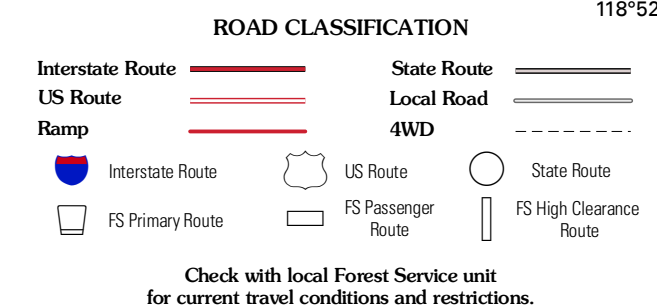 118°52
ROAD CLASSIFICATION
Interstate Route
State Route
US Route
Local Road
Ramp
4WD
Interstate Route
US Route
State Route
FS Primary Route
FS Passenger
Route
FS High Clearance
Route
Check with local Forest Service unit
for current travel conditions and restrictions.